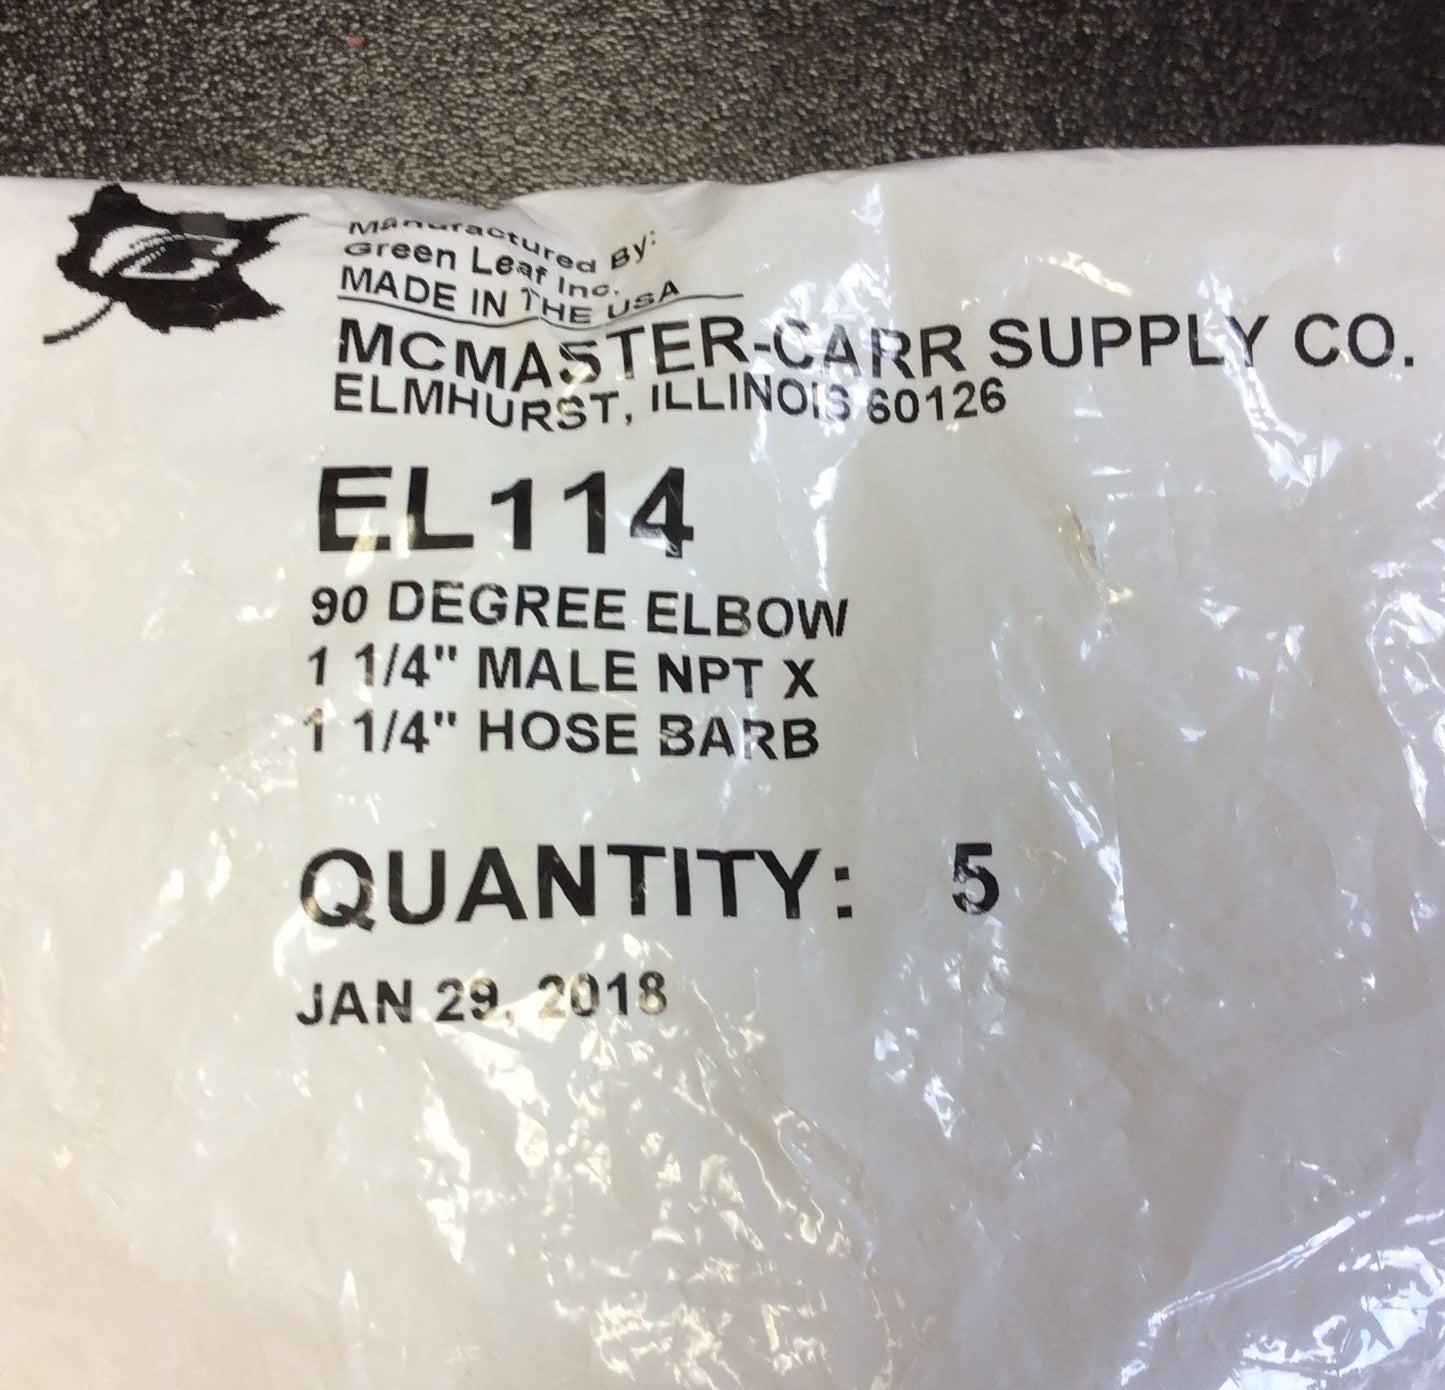 Manufactured By:
Green Leaf Inc.
MADE IN THE USA
MCMASTER-CARR SUPPLY CO.
ELMHURST, ILLINOIS 60126
EL114
90 DEGREE ELBOW
1 1/4" MALE NPT X
1 1/4" HOSE BARB
QUANTITY: 5
JAN 29, 2018